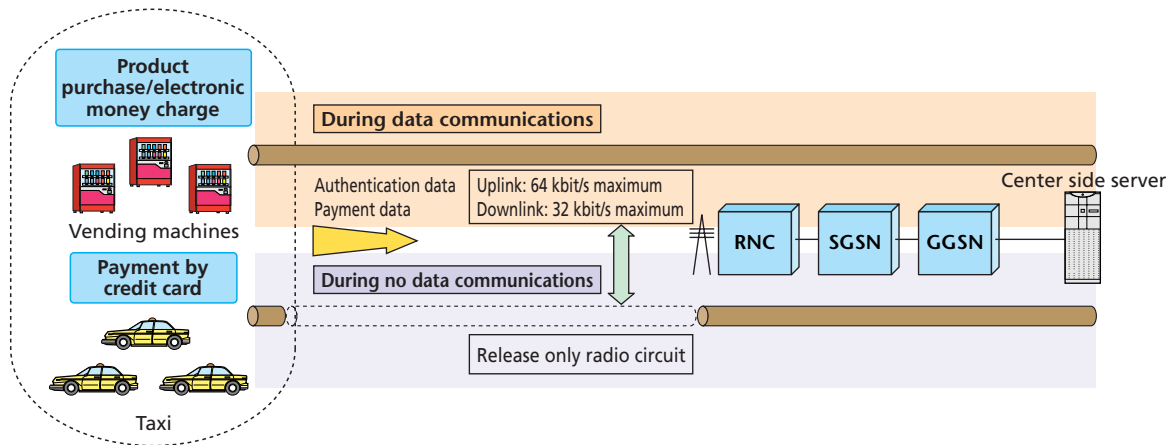 Product
purchase/electronic
money charge
Vending machines
Payment by
credit card
Taxi
During data communications
Authentication data
Payment data
Uplink: 64 kbit/s maximum
Downlink: 32 kbit/s maximum
Center side server
RNC
SGSN
GGSN
During no data communications
Release only radio circuit